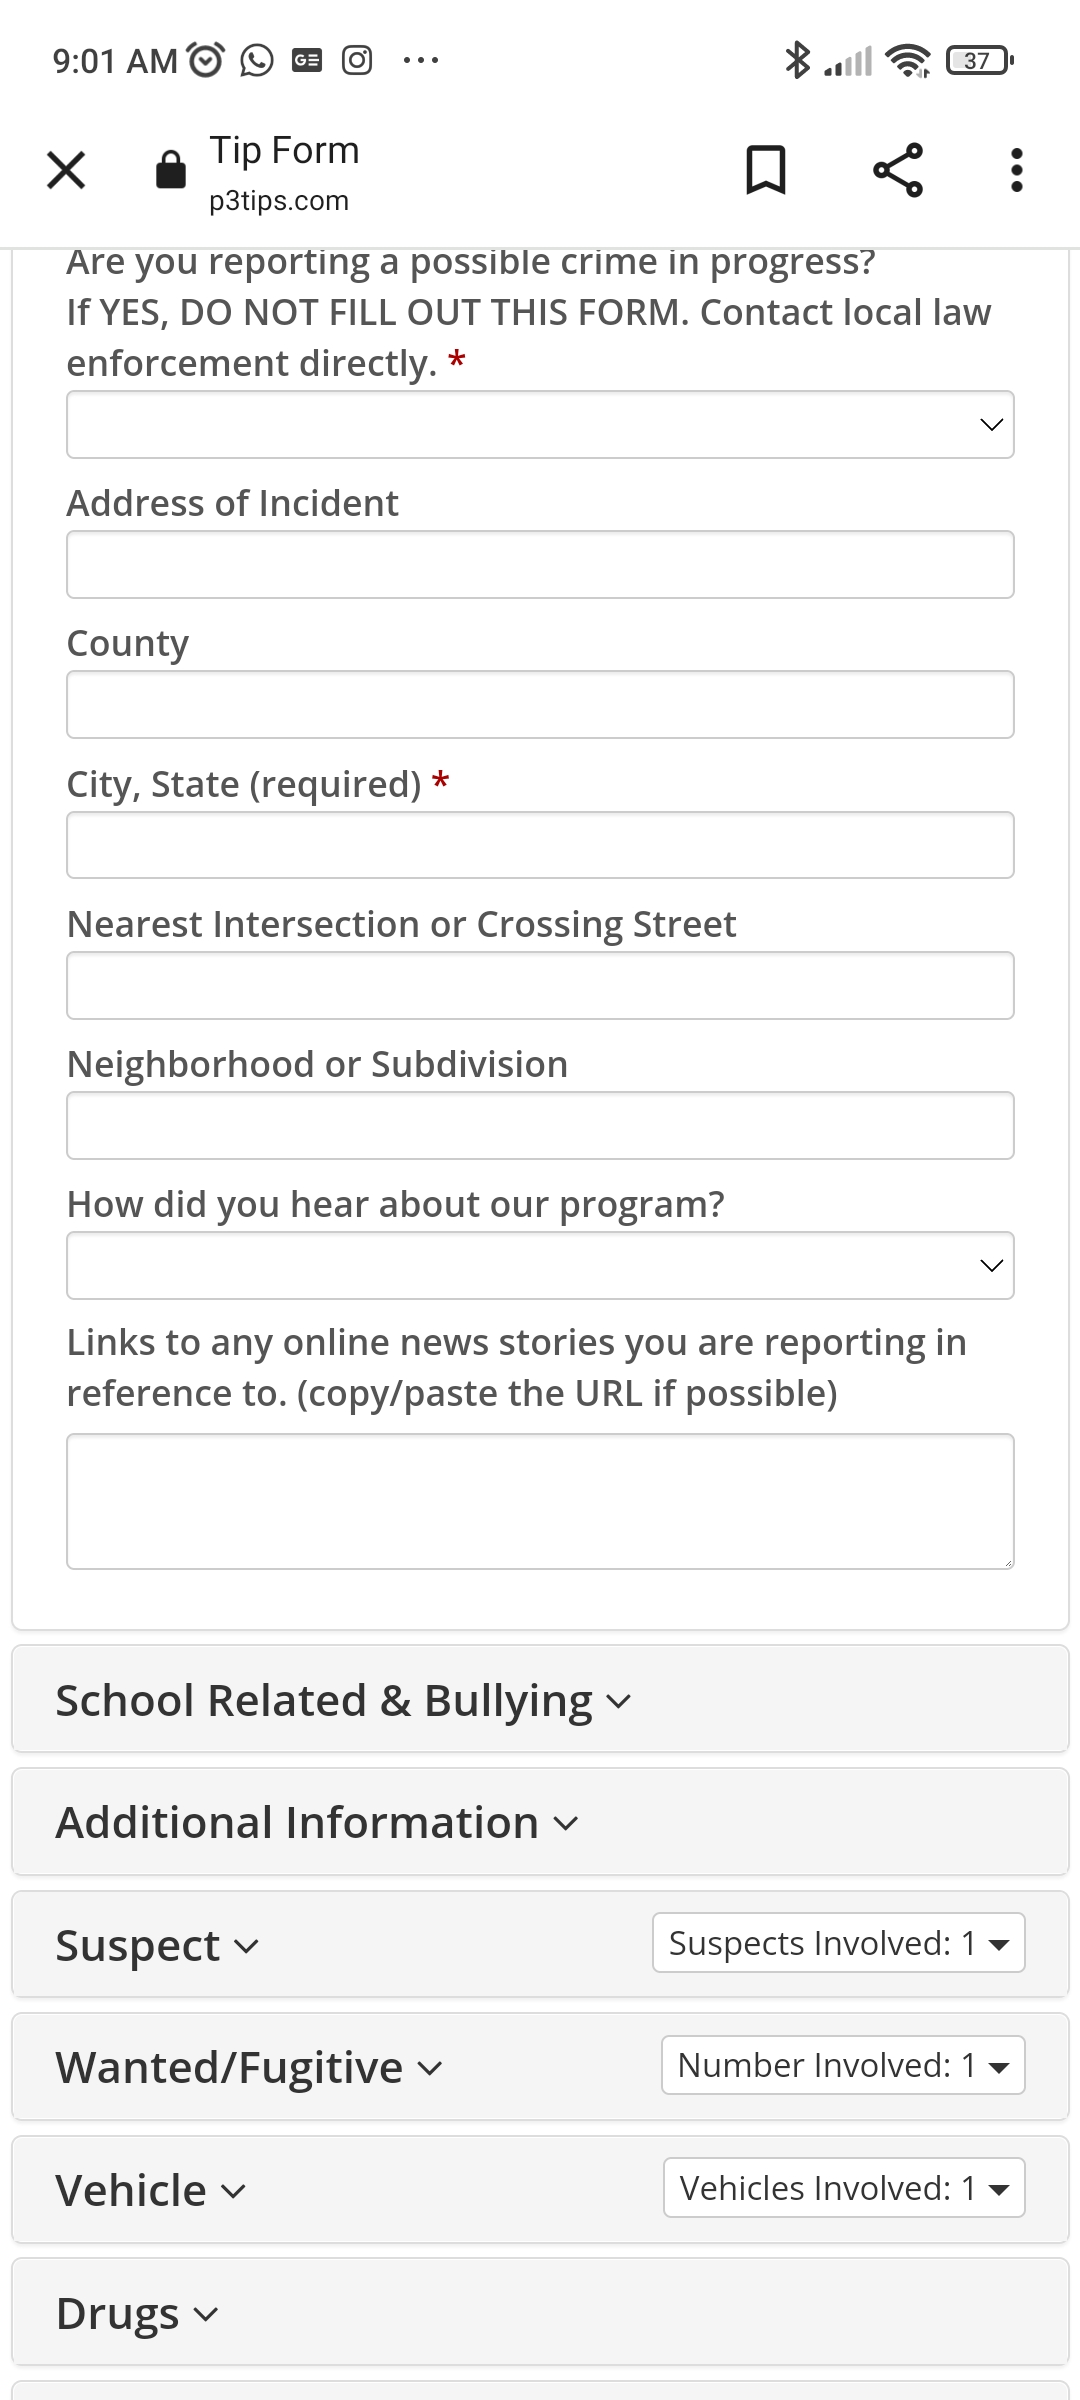 9:01 AM
GE
37
Tip Form
p3tips.com
Are you reporting a possible crime in progress?
If YES, DO NOT FILL OUT THIS FORM. Contact local law
enforcement directly. *
Address of Incident
County
City, State (required) *
Nearest Intersection or Crossing Street
Neighborhood or Subdivision
How did you hear about our program?
Links to any online news stories you are reporting in
reference to. (copy/paste the URL if possible)
School Related & Bullying
Additional Information
Suspect Suspects Involved: 1
Wanted/Fugitive Number Involved: 1
Vehicle Vehicles Involved: 1
Drugs